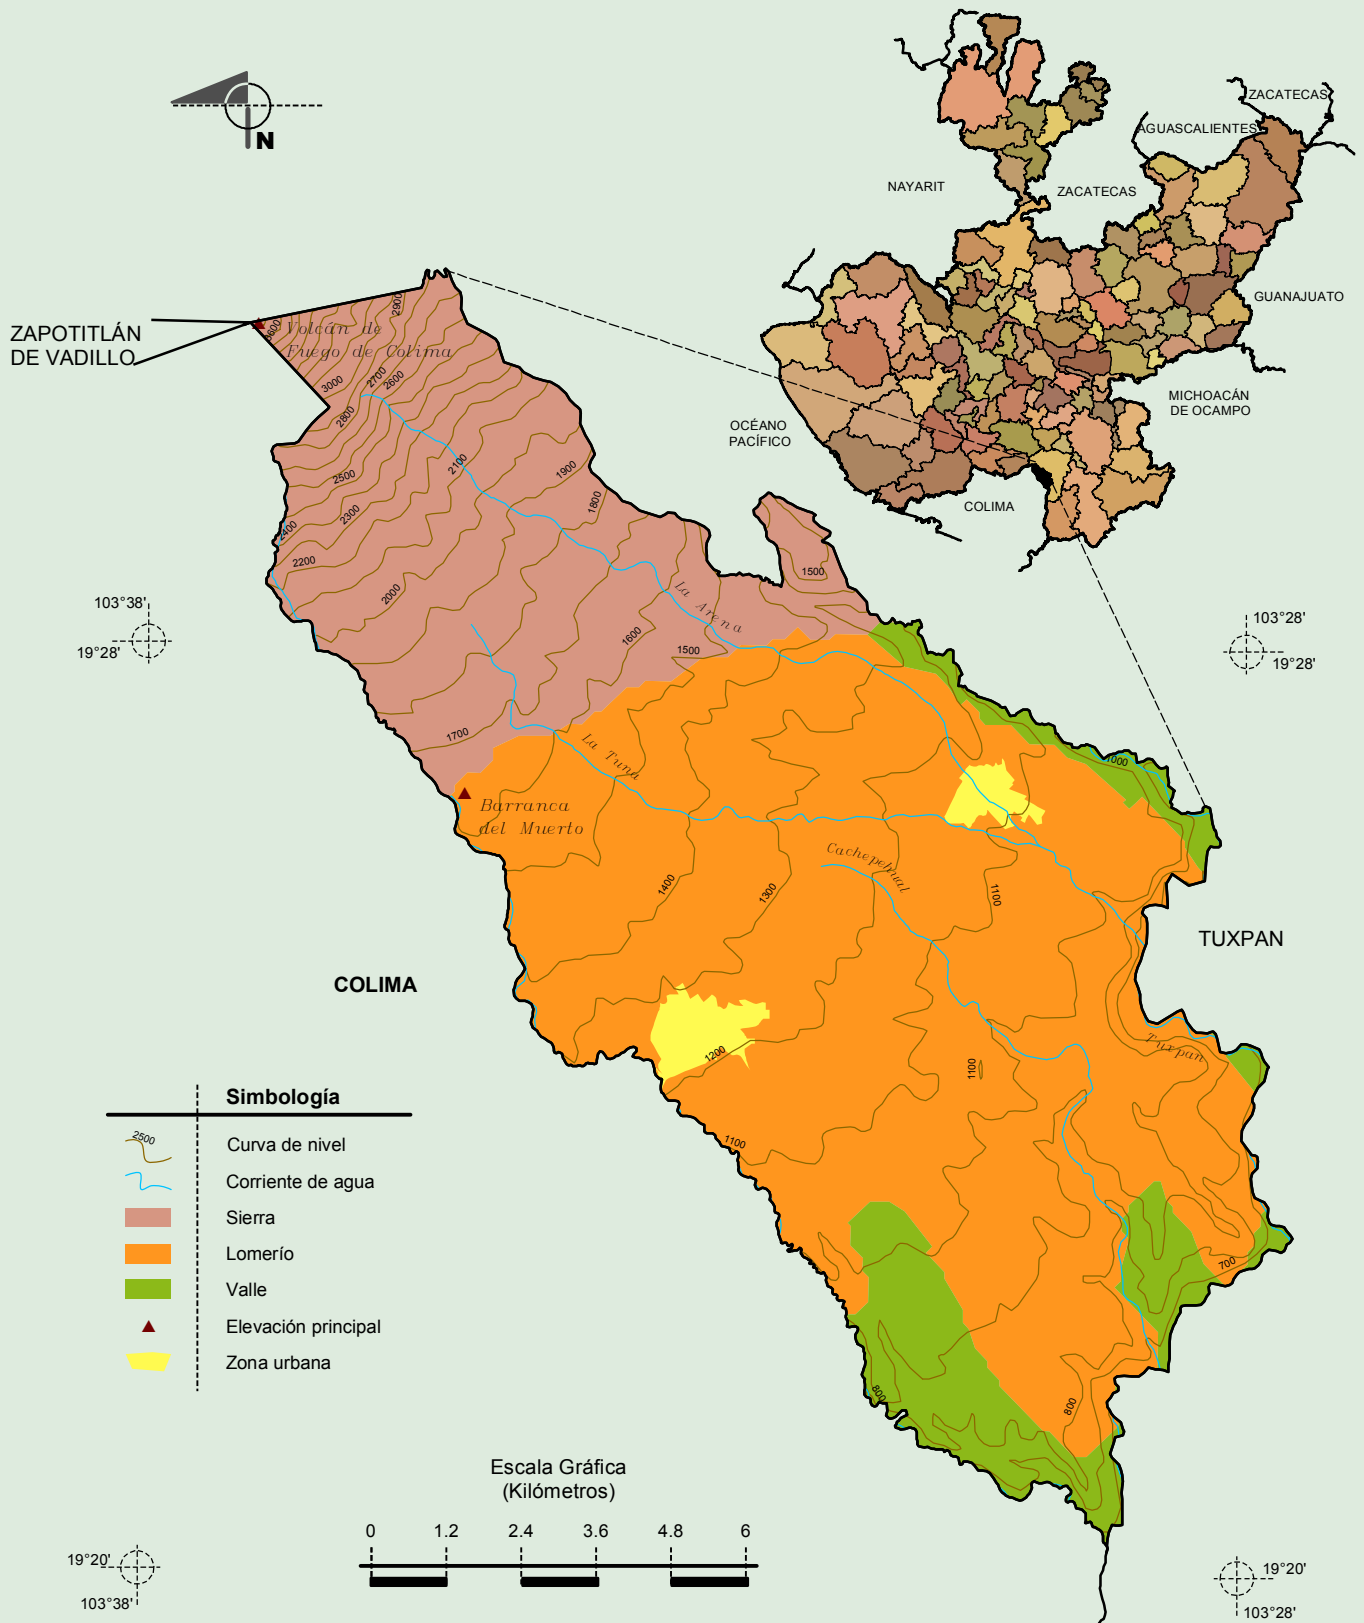 N
ZACATECAS
AGUASCALIENTES
NAYARIT
ZACATECAS
GUANAJUATO
MICHOACÁN
DE OCAMPO
OCÉANO
PACÍFICO
COLIMA
ZAPOTITLÁN
DE VADILLO
Volcán de
Fuego de Colima
3600
2900
3000
2700
2600
2800
2500
2100
1900
1800
2300
2400
2200
2000
1500
1600
1500
1700
La Arena
La Tuna
103°38'
19°28'
103°28'
19°28'
1000
Barranca
del Muerto
Cachepehual
1400
1300
1100
TUXPAN
COLIMA
1200
1100
Tuxpan
1100
700
800
800
Simbología
2500
Curva de nivel
Corriente de agua
Sierra
Lomerío
Valle
Elevación principal
Zona urbana
Escala Gráfica
(Kilómetros)
0 1.2 2.4 3.6 4.8 6
19°20'
103°38'
19°20'
103°28'